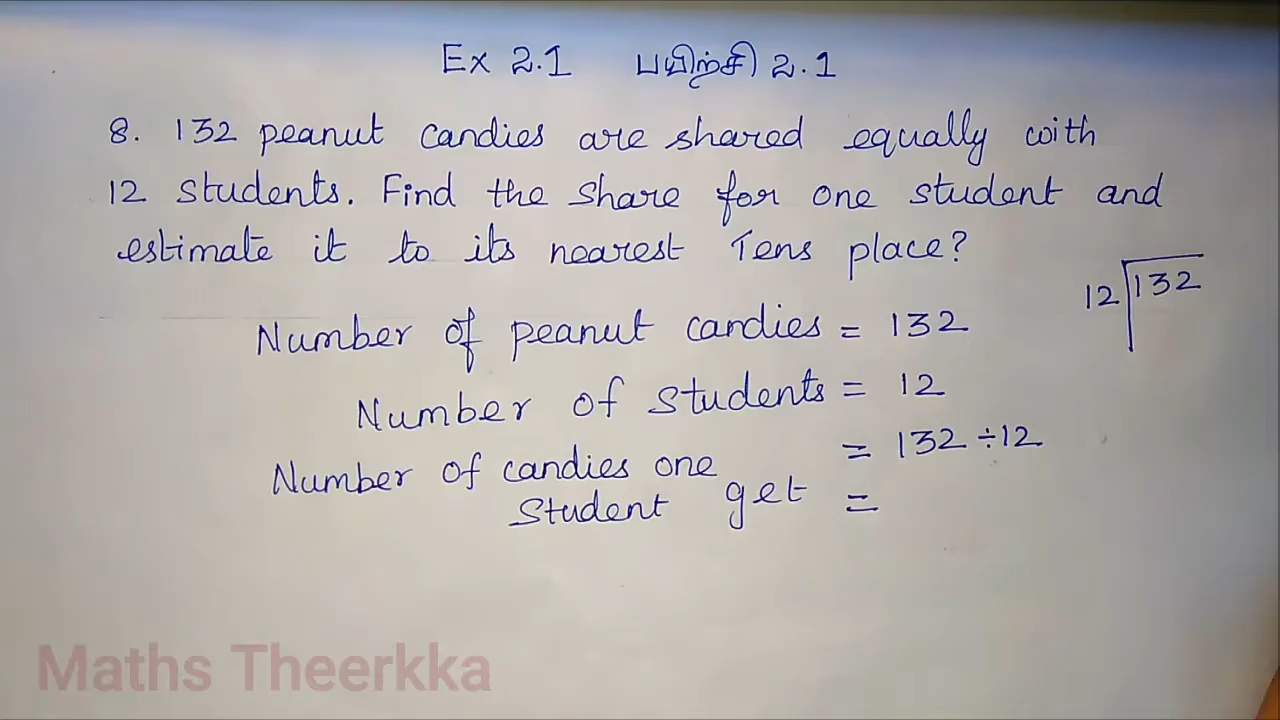 Ex 2.1 பயிற்சி 2.1
8. 132 peanut candies are shared equally with
12 students. Find the share for one student and
estimate it to its nearest Tens place?
12 132
Number of peanut candies = 132
Number of students = 12
Number of candies one = 132 ÷ 12
Student get =
Maths Theerkka